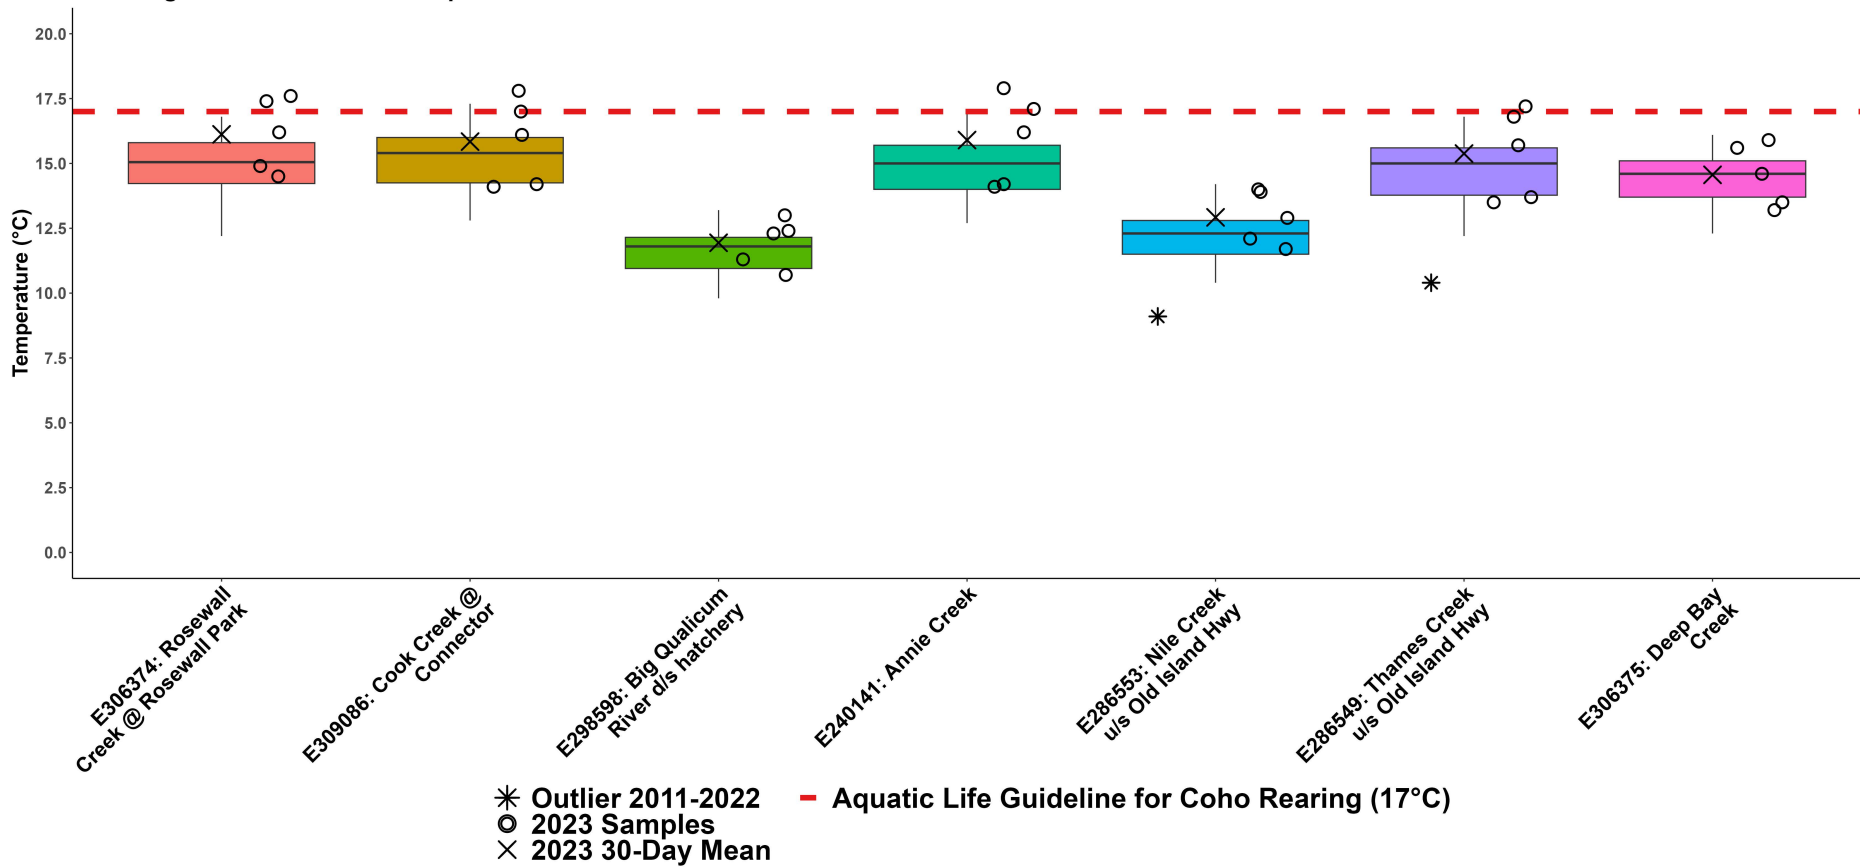 20.0
17.5
15.0
12.5
10.0
7.5
5.0
2.5
0.0
Temperature (°C)
E306374: Rosewall
Creek @ Rosewall Park
E309086: Cook Creek @
Connector
E298598: Big Qualicum
River d/s hatchery
E240141: Annie Creek
E286553: Nile Creek
u/s Old Island Hwy
E286549: Thames Creek
u/s Old Island Hwy
E306375: Deep Bay
Creek
Outlier 2011-2022
Aquatic Life Guideline for Coho Rearing (17°C)
2023 Samples
2023 30-Day Mean